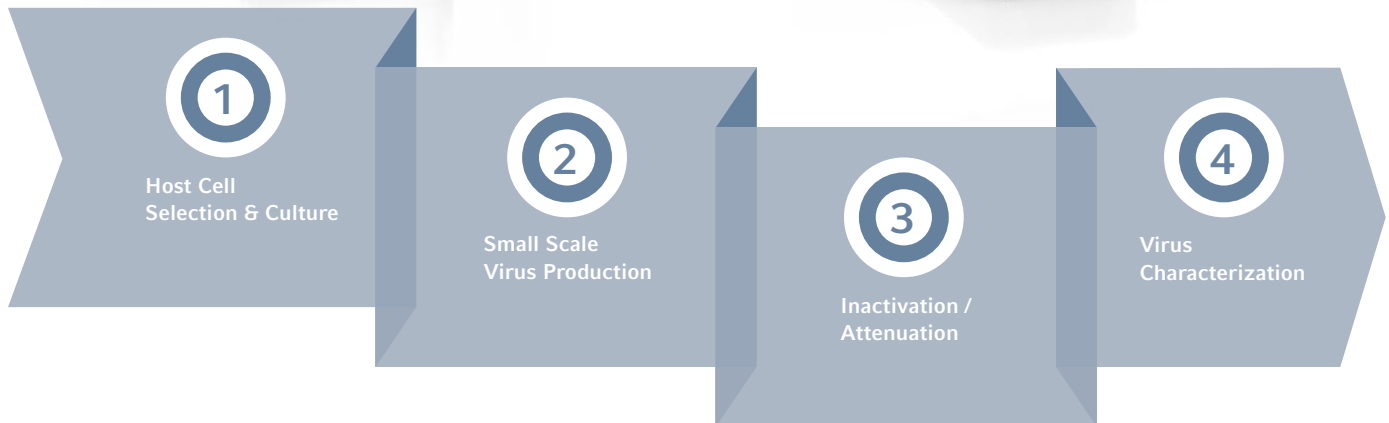 1
Host Cell
Selection & Culture
2
Small Scale
Virus Production
3
Inactivation /
Attenuation
4
Virus
Characterization